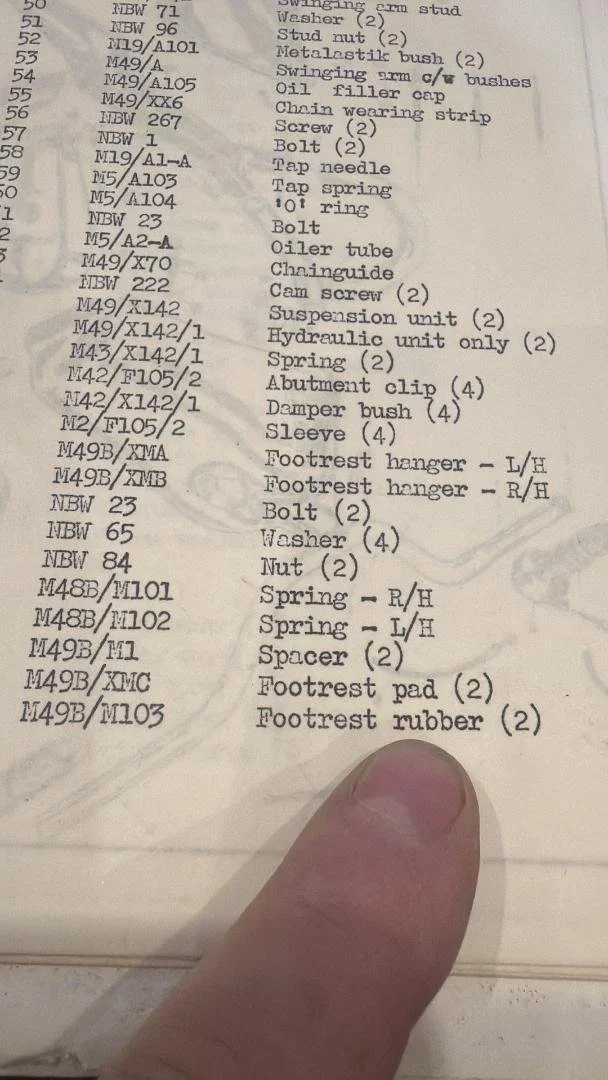 Swinging arm stud
50 NBW 71 Washer (2)
51 NBW 96 Stud nut (2)
52 M19/A101 Metalastik bush (2)
53 M49/A Swinging arm c/w bushes
54 M49/A105 Oil filler cap
55 M49/XX6 Chain wearing strip
56 NBW 267 Screw (2)
57 NBW 1 Bolt (2)
58 M19/A1-A Tap needle
59 M5/A103 Tap spring
M5/A104 'O' ring
1 NBW 23 Bolt
2 M5/A2-A Oiler tube
3 M49/X70 Chainguide
NBW 222 Cam screw (2)
M49/X142 Suspension unit (2)
M49/X142/1 Hydraulic unit only (2)
M43/X142/1 Spring (2)
M42/F105/2 Abutment clip (4)
M42/X142/1 Damper bush (4)
M2/F105/2 Sleeve (4)
M49B/XMA Footrest hanger - L/H
M49B/XMB Footrest hanger - R/H
NBW 23 Bolt (2)
NBW 65 Washer (4)
NBW 84 Nut (2)
M48B/M101 Spring - R/H
M48B/M102 Spring - L/H
M49B/M1 Spacer (2)
M49B/XMC Footrest pad (2)
M49B/M103 Footrest rubber (2)